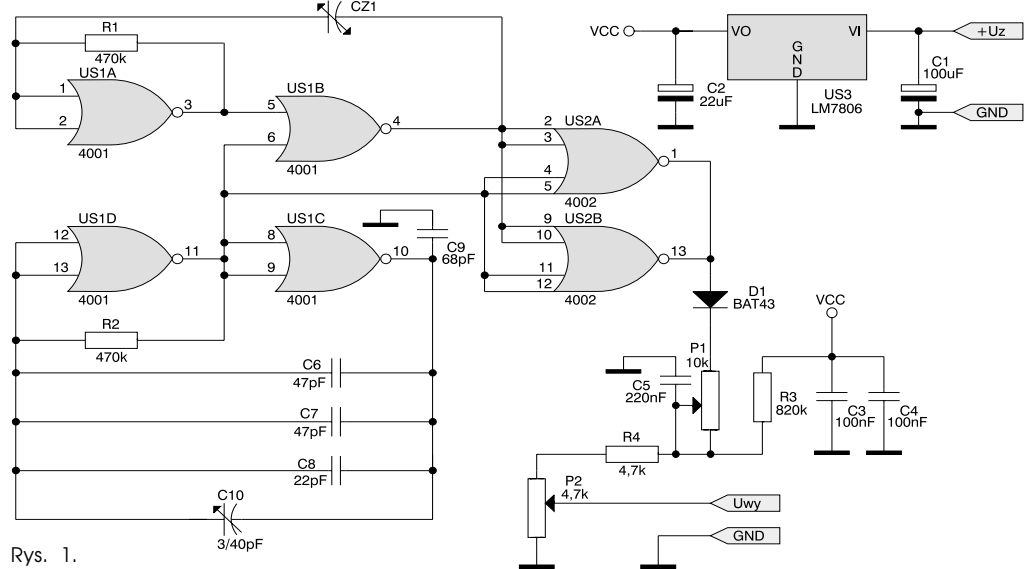 CZ1
R1
470k
US1A
1
2
3
4001
US1B
5
6
4
4001
US2A
2
3
4
5
1
4002
VCC
VO
VI
GND
US3
LM7806
C2
22uF
C1
100uF
+Uz
GND
US1D
12
13
11
4001
R2
470k
US1C
8
9
10
4001
C9
68pF
US2B
9
10
11
12
13
4002
D1
BAT43
P1
10k
C5
220nF
R3
820k
VCC
C3
100nF
C4
100nF
C6
47pF
C7
47pF
C8
22pF
C10
3/40pF
R4
4,7k
P2
4,7k
Uwy
GND
Rys. 1.